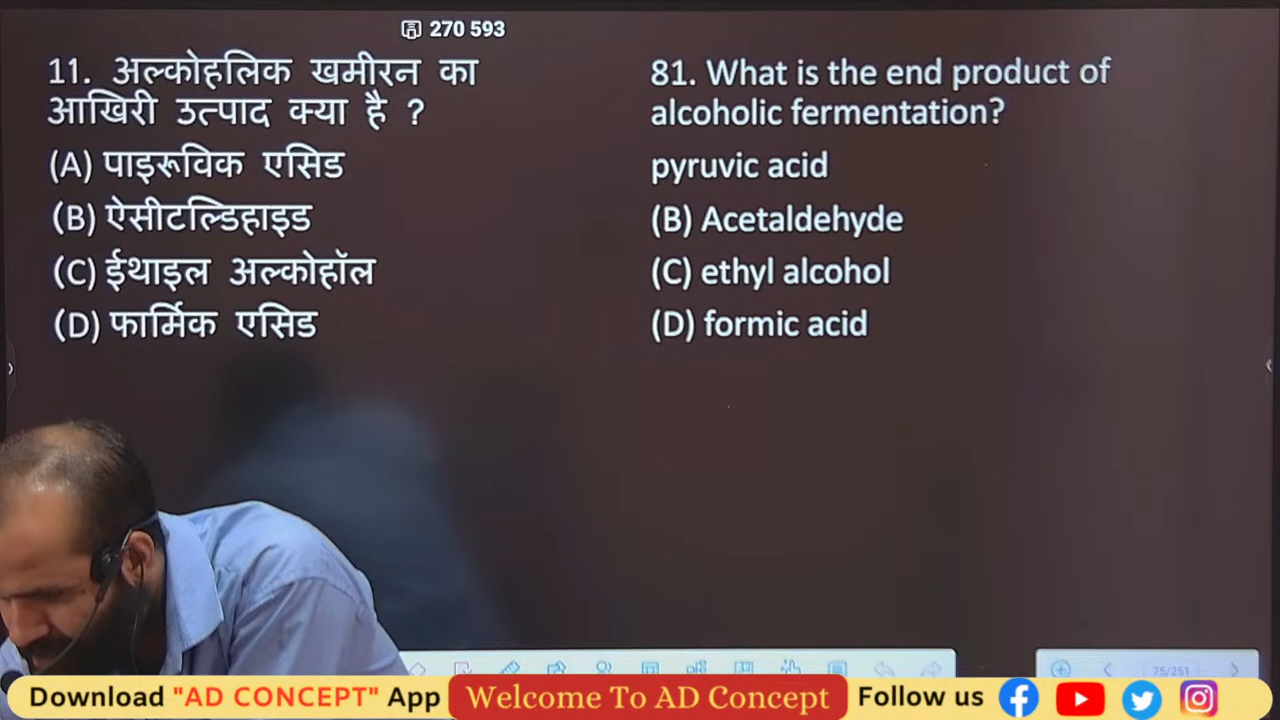 270 593
11. अल्कोहलिक खमीरन का
आखिरी उत्पाद क्या है ?
(A) पाइरूविक एसिड
(B) ऐसीटल्डिहाइड
(C) ईथाइल अल्कोहॉल
(D) फार्मिक एसिड
81. What is the end product of
alcoholic fermentation?
pyruvic acid
(B) Acetaldehyde
(C) ethyl alcohol
(D) formic acid
75/251
Download "AD CONCEPT" App
Welcome To AD Concept
Follow us